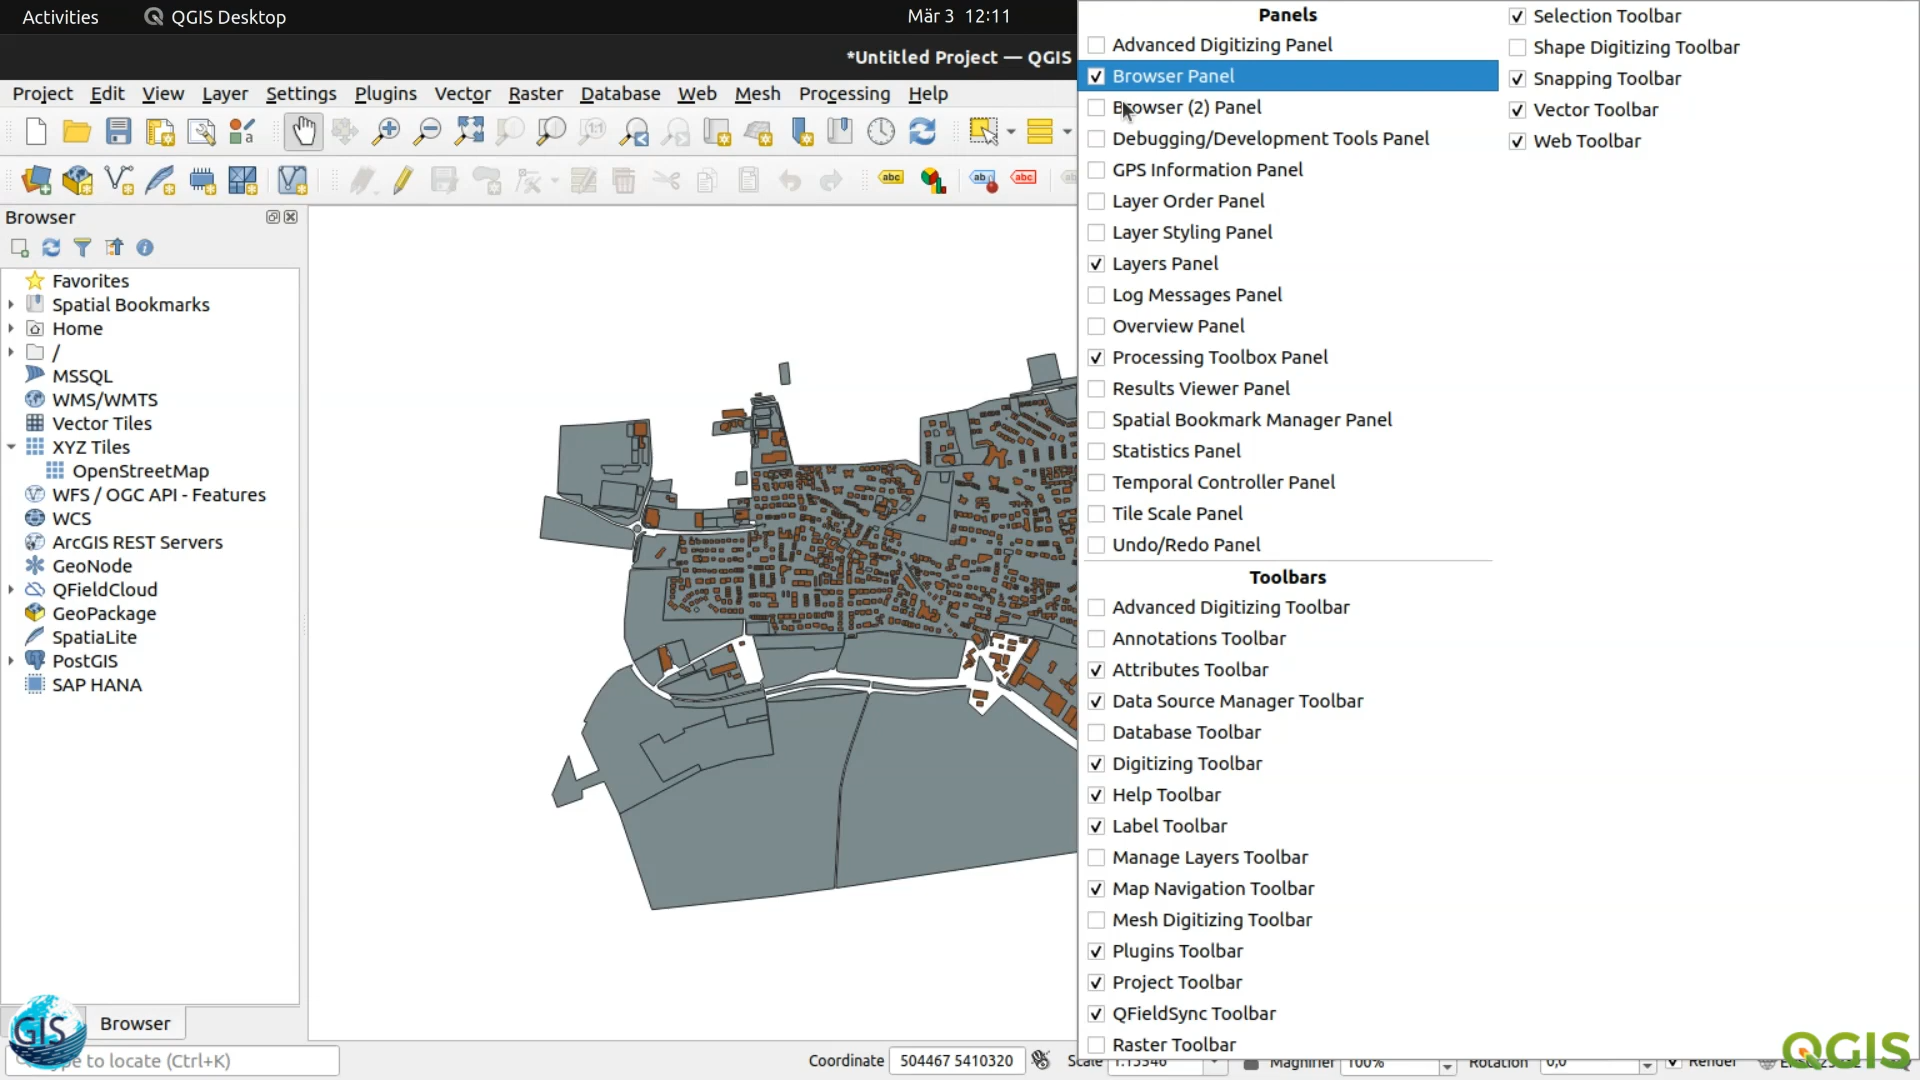 Activities
QGIS Desktop
Mär 3 12:11
*Untitled Project — QGIS
Project Edit View Layer Settings Plugins Vector Raster Database Web Mesh Processing Help
Browser
Favorites
Spatial Bookmarks
Home
/
MSSQL
WMS/WMTS
Vector Tiles
XYZ Tiles
OpenStreetMap
WFS / OGC API - Features
WCS
ArcGIS REST Servers
GeoNode
QFieldCloud
GeoPackage
SpatiaLite
PostGIS
SAP HANA
Browser
GIS
to locate (Ctrl+K)
Coordinate 504467 5410320 Scale Magnifier 100% Rotation 0,0 Render
Panels
Advanced Digitizing Panel
Browser Panel
Browser (2) Panel
Debugging/Development Tools Panel
GPS Information Panel
Layer Order Panel
Layer Styling Panel
Layers Panel
Log Messages Panel
Overview Panel
Processing Toolbox Panel
Results Viewer Panel
Spatial Bookmark Manager Panel
Statistics Panel
Temporal Controller Panel
Tile Scale Panel
Undo/Redo Panel
Toolbars
Advanced Digitizing Toolbar
Annotations Toolbar
Attributes Toolbar
Data Source Manager Toolbar
Database Toolbar
Digitizing Toolbar
Help Toolbar
Label Toolbar
Manage Layers Toolbar
Map Navigation Toolbar
Mesh Digitizing Toolbar
Plugins Toolbar
Project Toolbar
QFieldSync Toolbar
Raster Toolbar
Selection Toolbar
Shape Digitizing Toolbar
Snapping Toolbar
Vector Toolbar
Web Toolbar
QGIS